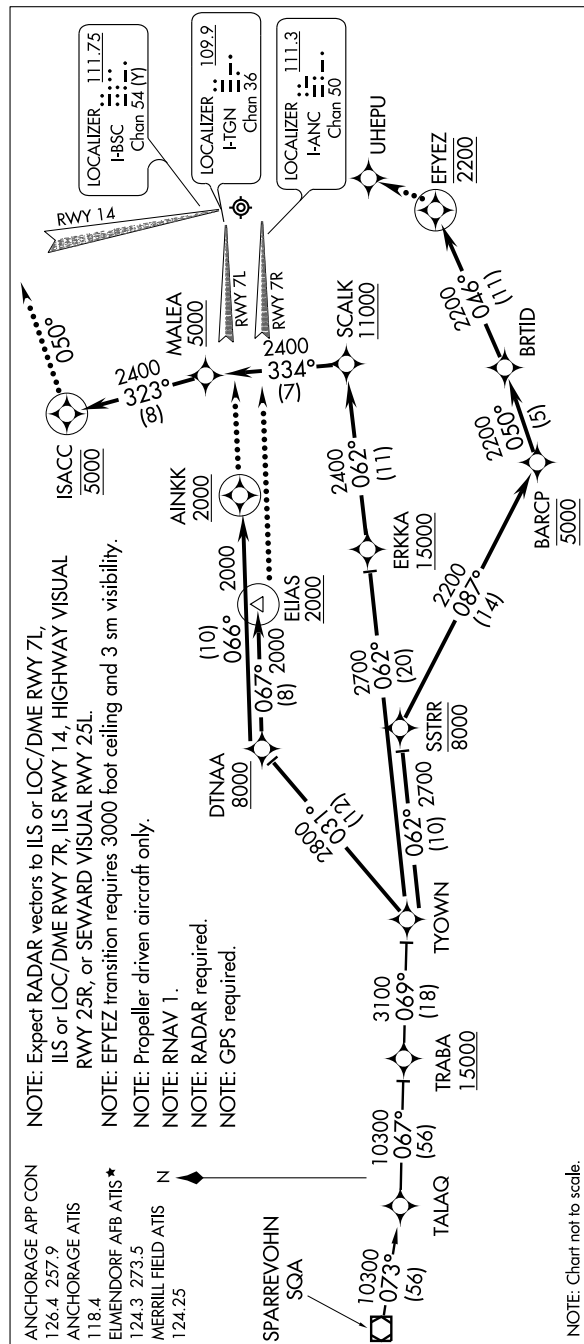 ANCHORAGE APP CON
126.4 257.9
ANCHORAGE ATIS
118.4
ELMENDORF AFB ATIS★
124.3 273.5
MERRILL FIELD ATIS
124.25
NOTE: Expect RADAR vectors to ILS or LOC/DME RWY 7L,
ILS or LOC/DME RWY 7R, ILS RWY 14, HIGHWAY VISUAL
RWY 25R, or SEWARD VISUAL RWY 25L.
NOTE: EFYEZ transition requires 3000 foot ceiling and 3 sm visibility.
NOTE: Propeller driven aircraft only.
NOTE: RNAV 1.
NOTE: RADAR required.
NOTE: GPS required.
N
SPARREVOHN
SQA
10300
073°
(56)
TALAQ
10300
067°
(56)
TRABA
15000
3100
069°
(18)
TYOWN
2800
031°
(12)
DTNAA
8000
(10)
066°
2000
AINKK
2000
067°
(8)
2000
ELIAS
2000
2700
062°
(20)
ERKKA
15000
2400
062°
(11)
SCALK
11000
2400
334°
(7)
MALEA
5000
2400
323°
(8)
ISACC
5000
050°
062°
(10)
2700
SSTRR
8000
2200
087°
(14)
BARCP
5000
2200
050°
(5)
BRTID
2200
046°
(11)
EFYEZ
2200
UHEPU
RWY 14
RWY 7L
RWY 7R
LOCALIZER 111.75
I-BSC
Chan 54 (Y)
LOCALIZER 109.9
I-TGN
Chan 36
LOCALIZER 111.3
I-ANC
Chan 50
NOTE: Chart not to scale.